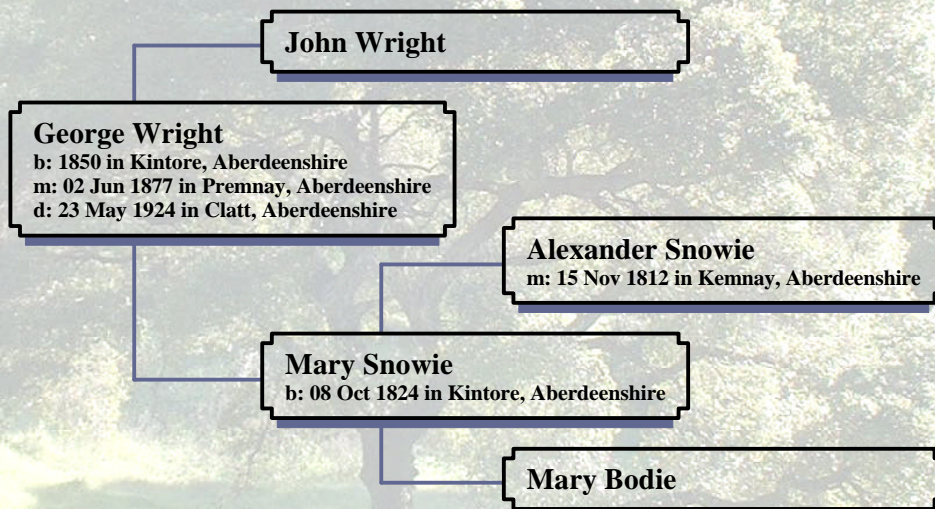 John Wright
George Wright
b: 1850 in Kintore, Aberdeenshire
m: 02 Jun 1877 in Premnay, Aberdeenshire
d: 23 May 1924 in Clatt, Aberdeenshire
Alexander Snowie
m: 15 Nov 1812 in Kemnay, Aberdeenshire
Mary Snowie
b: 08 Oct 1824 in Kintore, Aberdeenshire
Mary Bodie